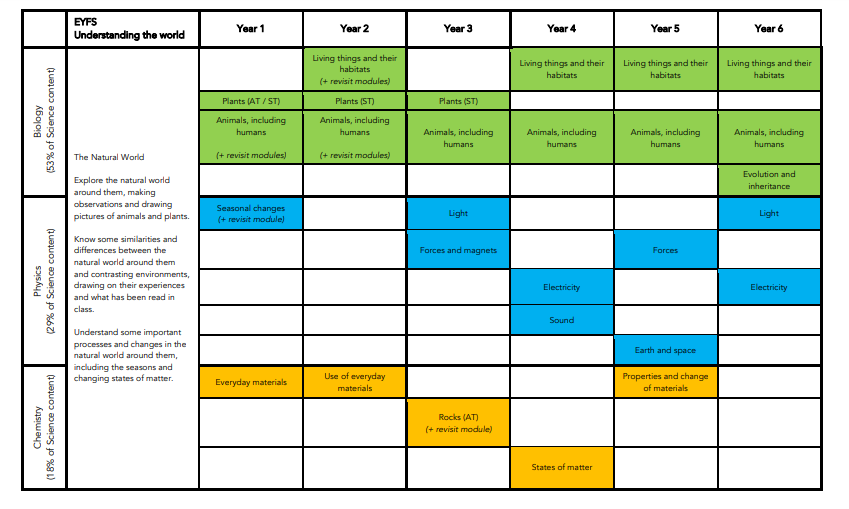 EYFS
Understanding the world
Year 1
Year 2
Year 3
Year 4
Year 5
Year 6
Biology
(53% of Science content)
The Natural World
Explore the natural world
around them, making
observations and drawing
pictures of animals and plants.
Know some similarities and
differences between the
natural world around them
and contrasting environments,
drawing on their experiences
and what has been read in
class.
Understand some important
processes and changes in the
natural world around them,
including the seasons and
changing states of matter.
Living things and their
habitats
(+ revisit modules)
Living things and their
habitats
Living things and their
habitats
Living things and their
habitats
Plants (AT / ST)
Plants (ST)
Plants (ST)
Animals, including
humans
(+ revisit modules)
Animals, including
humans
(+ revisit modules)
Animals, including
humans
Animals, including
humans
Animals, including
humans
Animals, including
humans
Evolution and
inheritance
Physics
(29% of Science content)
Seasonal changes
(+ revisit module)
Light
Light
Forces and magnets
Forces
Electricity
Electricity
Sound
Earth and space
Chemistry
(18% of Science content)
Everyday materials
Use of everyday
materials
Properties and change
of materials
Rocks (AT)
(+ revisit module)
States of matter